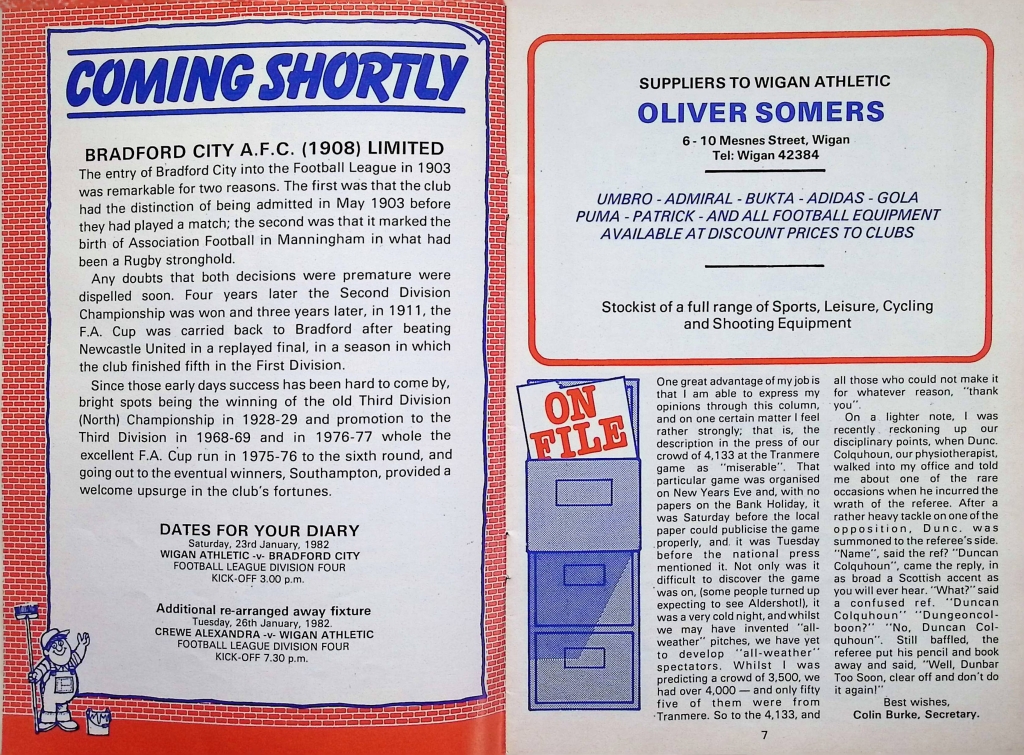 COMING SHORTLY
BRADFORD CITY A.F.C. (1908) LIMITED
The entry of Bradford City into the Football League in 1903
was remarkable for two reasons. The first was that the club
had the distinction of being admitted in May 1903 before
they had played a match; the second was that it marked the
birth of Association Football in Manningham in what had
been a Rugby stronghold.
Any doubts that both decisions were premature were
dispelled soon. Four years later the Second Division
Championship was won and three years later, in 1911, the
F.A. Cup was carried back to Bradford after beating
Newcastle United in a replayed final, in a season in which
the club finished fifth in the First Division.
Since those early days success has been hard to come by,
bright spots being the winning of the old Third Division
(North) Championship in 1928-29 and promotion to the
Third Division in 1968-69 and in 1976-77 whole the
excellent F.A. Cup run in 1975-76 to the sixth round, and
going out to the eventual winners, Southampton, provided a
welcome upsurge in the club's fortunes.
DATES FOR YOUR DIARY
Saturday, 23rd January, 1982
WIGAN ATHLETIC -v- BRADFORD CITY
FOOTBALL LEAGUE DIVISION FOUR
KICK-OFF 3.00 p.m.
Additional re-arranged away fixture
Tuesday, 26th January, 1982.
CREWE ALEXANDRA -v- WIGAN ATHLETIC
FOOTBALL LEAGUE DIVISION FOUR
KICK-OFF 7.30 p.m.
SUPPLIERS TO WIGAN ATHLETIC
OLIVER SOMERS
6 - 10 Mesnes Street, Wigan
Tel: Wigan 42384
UMBRO - ADMIRAL - BUKTA - ADIDAS - GOLA
PUMA - PATRICK - AND ALL FOOTBALL EQUIPMENT
AVAILABLE AT DISCOUNT PRICES TO CLUBS
Stockist of a full range of Sports, Leisure, Cycling
and Shooting Equipment
ON
FILE
One great advantage of my job is
that I am able to express my
opinions through this column,
and on one certain matter I feel
rather strongly; that is, the
description in the press of our
crowd of 4,133 at the Tranmere
game as "miserable". That
particular game was organised
on New Years Eve and, with no
papers on the Bank Holiday, it
was Saturday before the local
paper could publicise the game
properly, and it was Tuesday
before the national press
mentioned it. Not only was it
difficult to discover the game
was on, (some people turned up
expecting to see Aldershot!), it
was a very cold night, and whilst
we may have invented "all-
weather" pitches, we have yet
to develop "all-weather"
spectators. Whilst I was
predicting a crowd of 3,500, we
had over 4,000 — and only fifty
five of them were from
Tranmere. So to the 4,133, and
all those who could not make it
for whatever reason, "thank
you".
On a lighter note, I was
recently reckoning up our
disciplinary points, when Dunc.
Colquhoun, our physiotherapist,
walked into my office and told
me about one of the rare
occasions when he incurred the
wrath of the referee. After a
rather heavy tackle on one of the
opposition, Dunc. was
summoned to the referee's side.
"Name", said the ref? "Duncan
Colquhoun", came the reply, in
as broad a Scottish accent as
you will ever hear. "What?" said
a confused ref. "Duncan
Colquhoun" "Dungeoncol-
boon?" "No, Duncan Col-
quhoun". Still baffled, the
referee put his pencil and book
away and said, "Well, Dunbar
Too Soon, clear off and don't do
it again!"
Best wishes,
Colin Burke, Secretary.
7